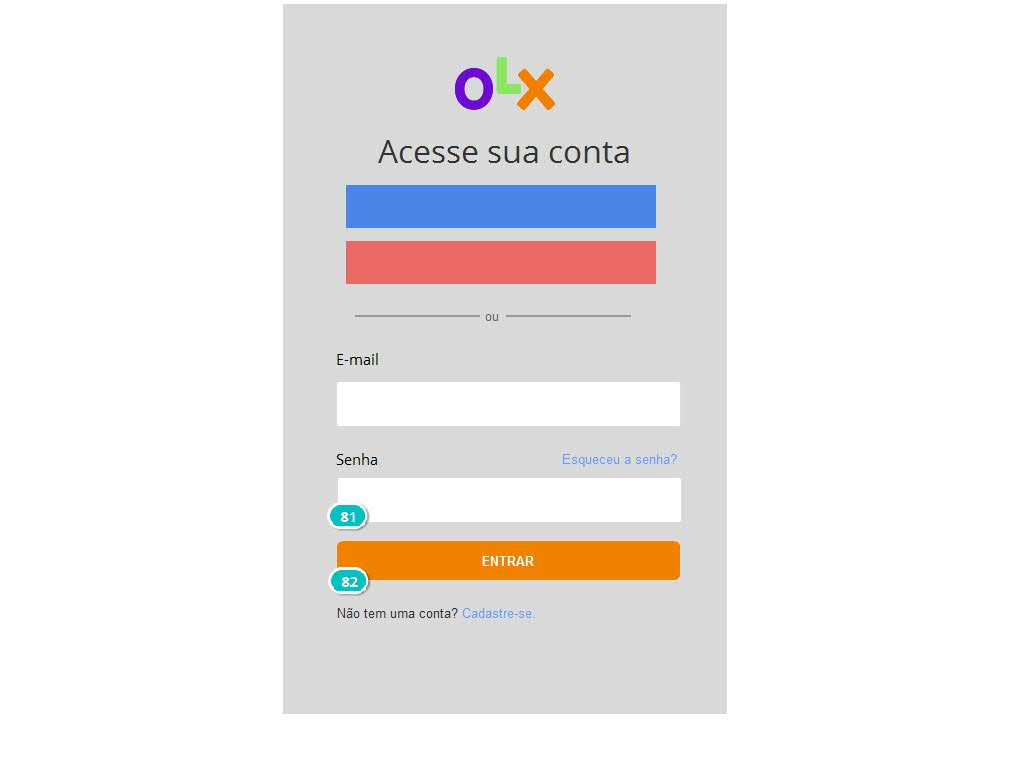 OLX
Acesse sua conta
ou
E-mail
Senha
Esqueceu a senha?
81
ENTRAR
82
Não tem uma conta? Cadastre-se.